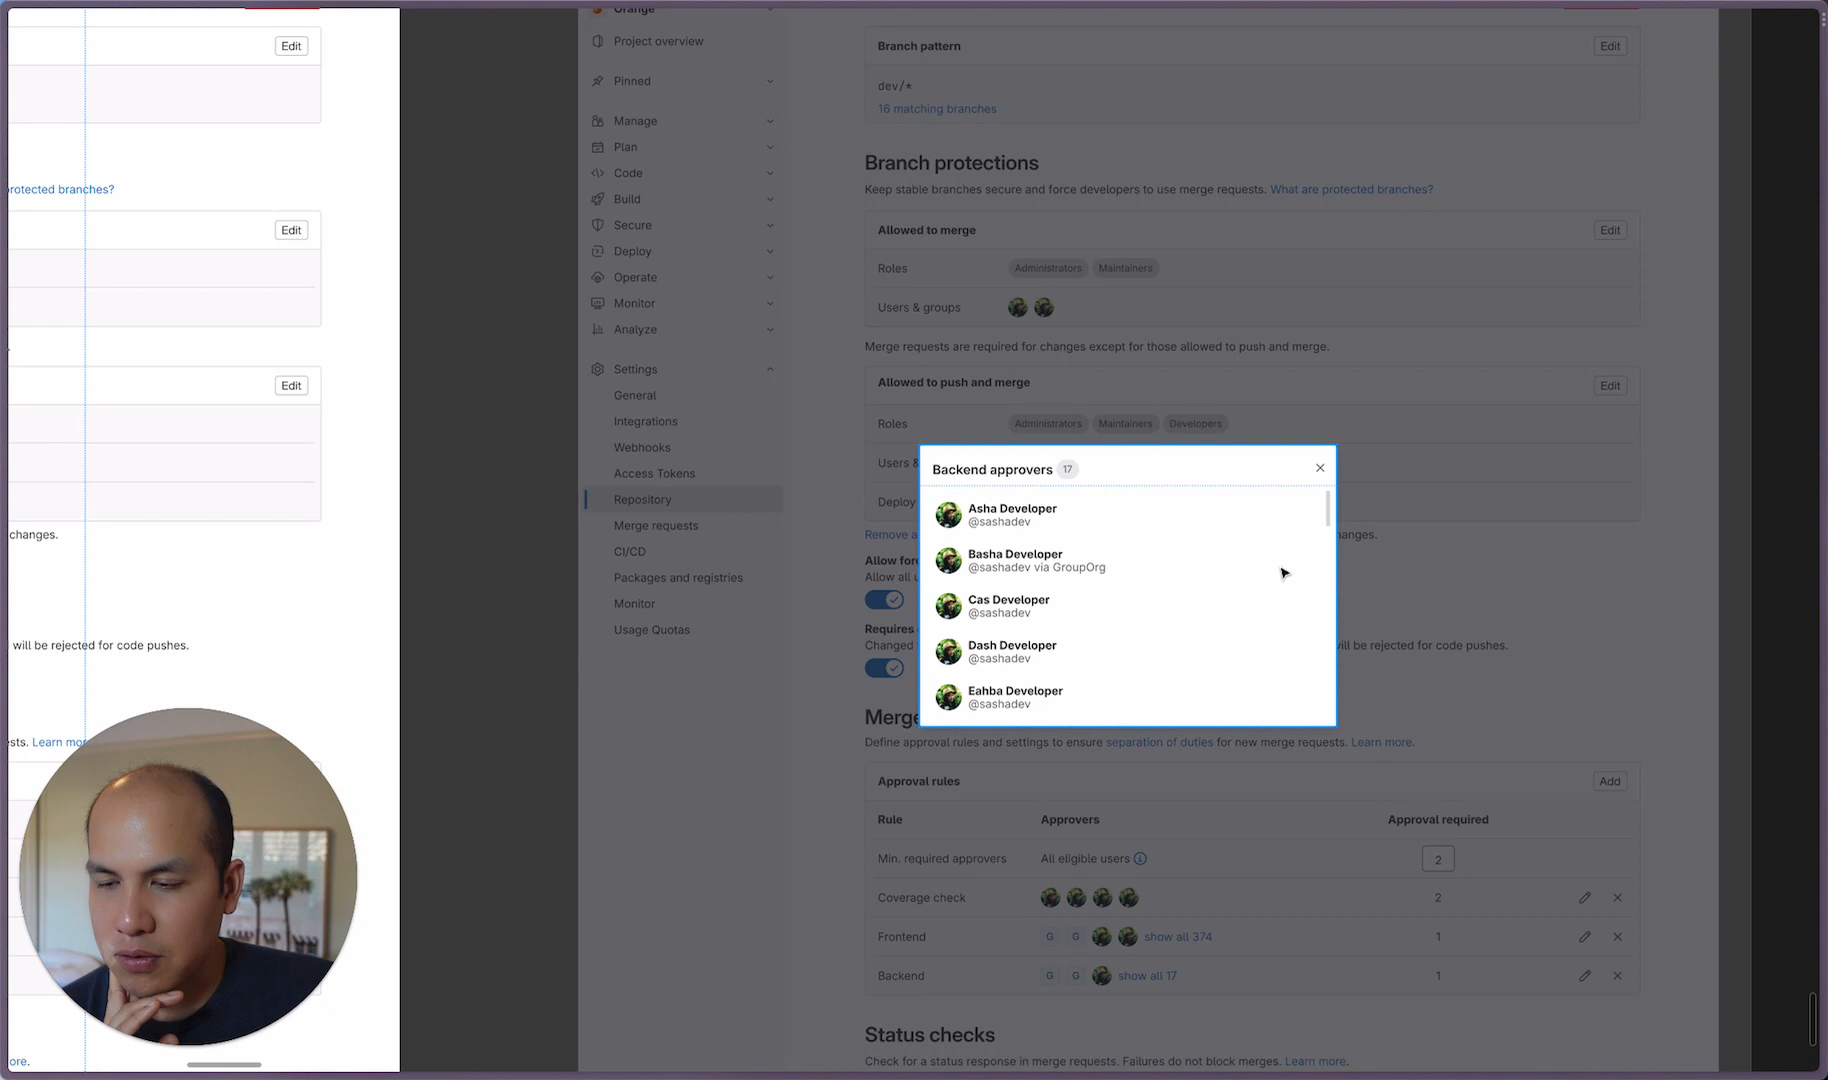 Edit
protected branches?
Edit
Edit
changes.
will be rejected for code pushes.
sts. Learn
ore.
Orange
Project overview
Pinned
Manage
Plan
Code
Build
Secure
Deploy
Operate
Monitor
Analyze
Settings
General
Integrations
Webhooks
Access Tokens
Repository
Merge requests
CI/CD
Packages and registries
Monitor
Usage Quotas
Branch pattern Edit
dev/*
16 matching branches
Branch protections
Keep stable branches secure and force developers to use merge requests. What are protected branches?
Allowed to merge Edit
Roles Administrators Maintainers
Users & groups
Merge requests are required for changes except for those allowed to push and merge.
Allowed to push and merge Edit
Roles Administrators Maintainers Developers
Users &
Deploy
Remove a hanges.
Allow for
Allow all u
Requires
Changed will be rejected for code pushes.
Backend approvers 17
Asha Developer
@sashadev
Basha Developer
@sashadev via GroupOrg
Cas Developer
@sashadev
Dash Developer
@sashadev
Eahba Developer
@sashadev
Merge
Define approval rules and settings to ensure separation of duties for new merge requests. Learn more.
Approval rules Add
Rule Approvers Approval required
Min. required approvers All eligible users 2
Coverage check 2
Frontend G G show all 374 1
Backend G G show all 17 1
Status checks
Check for a status response in merge requests. Failures do not block merges. Learn more.